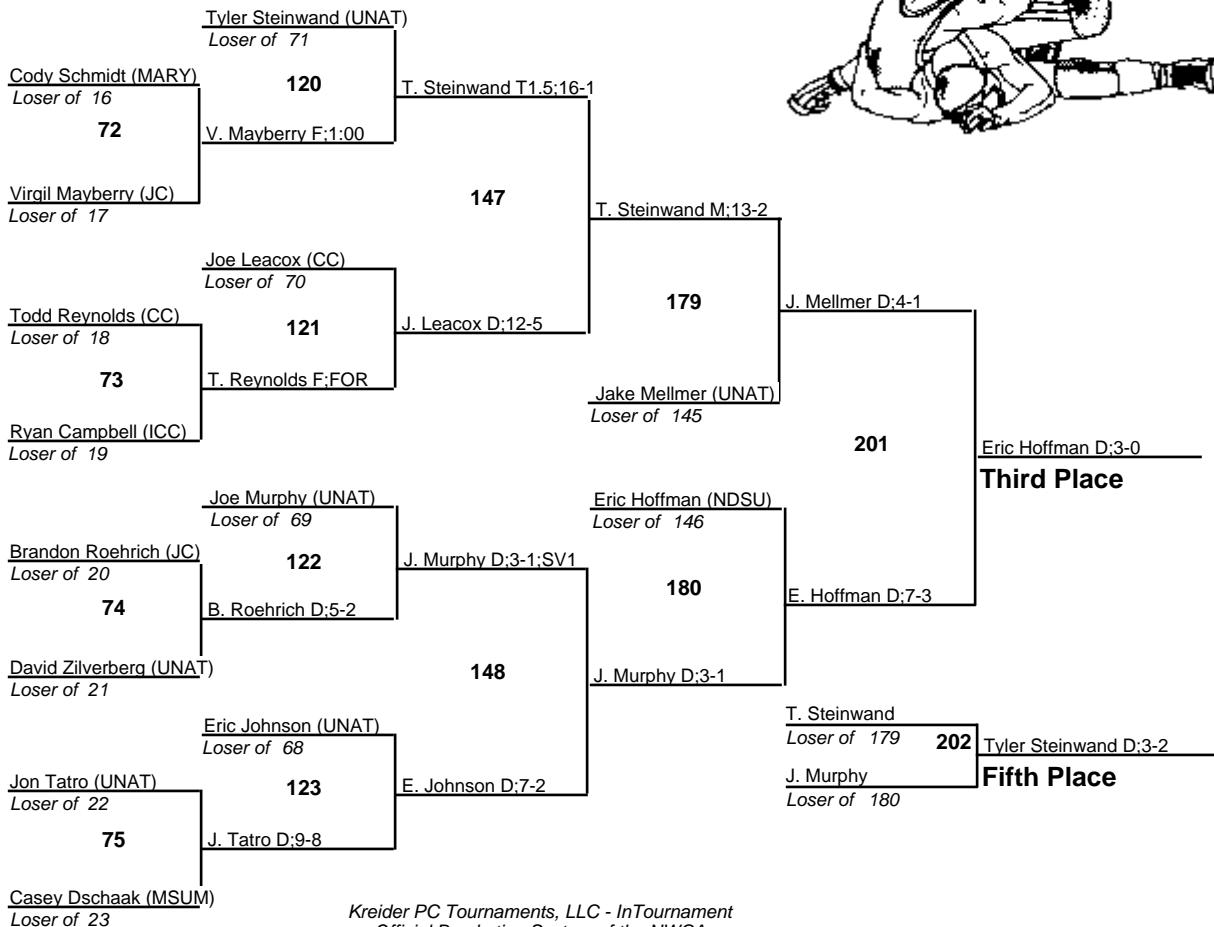 Tyler Steinwand (UNAT)
Loser of 71
Cody Schmidt (MARY)
Loser of 16
120
T. Steinwand T1.5;16-1
72
V. Mayberry F;1:00
Virgil Mayberry (JC)
Loser of 17
147
T. Steinwand M;13-2
Joe Leacox (CC)
Loser of 70
Todd Reynolds (CC)
Loser of 18
121
J. Leacox D;12-5
179
J. Mellmer D;4-1
73
T. Reynolds F;FOR
Jake Mellmer (UNAT)
Loser of 145
Ryan Campbell (ICC)
Loser of 19
201
Eric Hoffman D;3-0
Third Place
Joe Murphy (UNAT)
Loser of 69
Eric Hoffman (NDSU)
Loser of 146
Brandon Roehrich (JC)
Loser of 20
122
J. Murphy D;3-1;SV1
180
E. Hoffman D;7-3
74
B. Roehrich D;5-2
David Zilverberg (UNAT)
Loser of 21
148
J. Murphy D;3-1
Eric Johnson (UNAT)
Loser of 68
T. Steinwand
Loser of 179
202
Tyler Steinwand D;3-2
Fifth Place
J. Murphy
Loser of 180
Jon Tatro (UNAT)
Loser of 22
123
E. Johnson D;7-2
75
J. Tatro D;9-8
Casey Dschaak (MSUM)
Loser of 23
Kreider PC Tournaments, LLC - InTournament